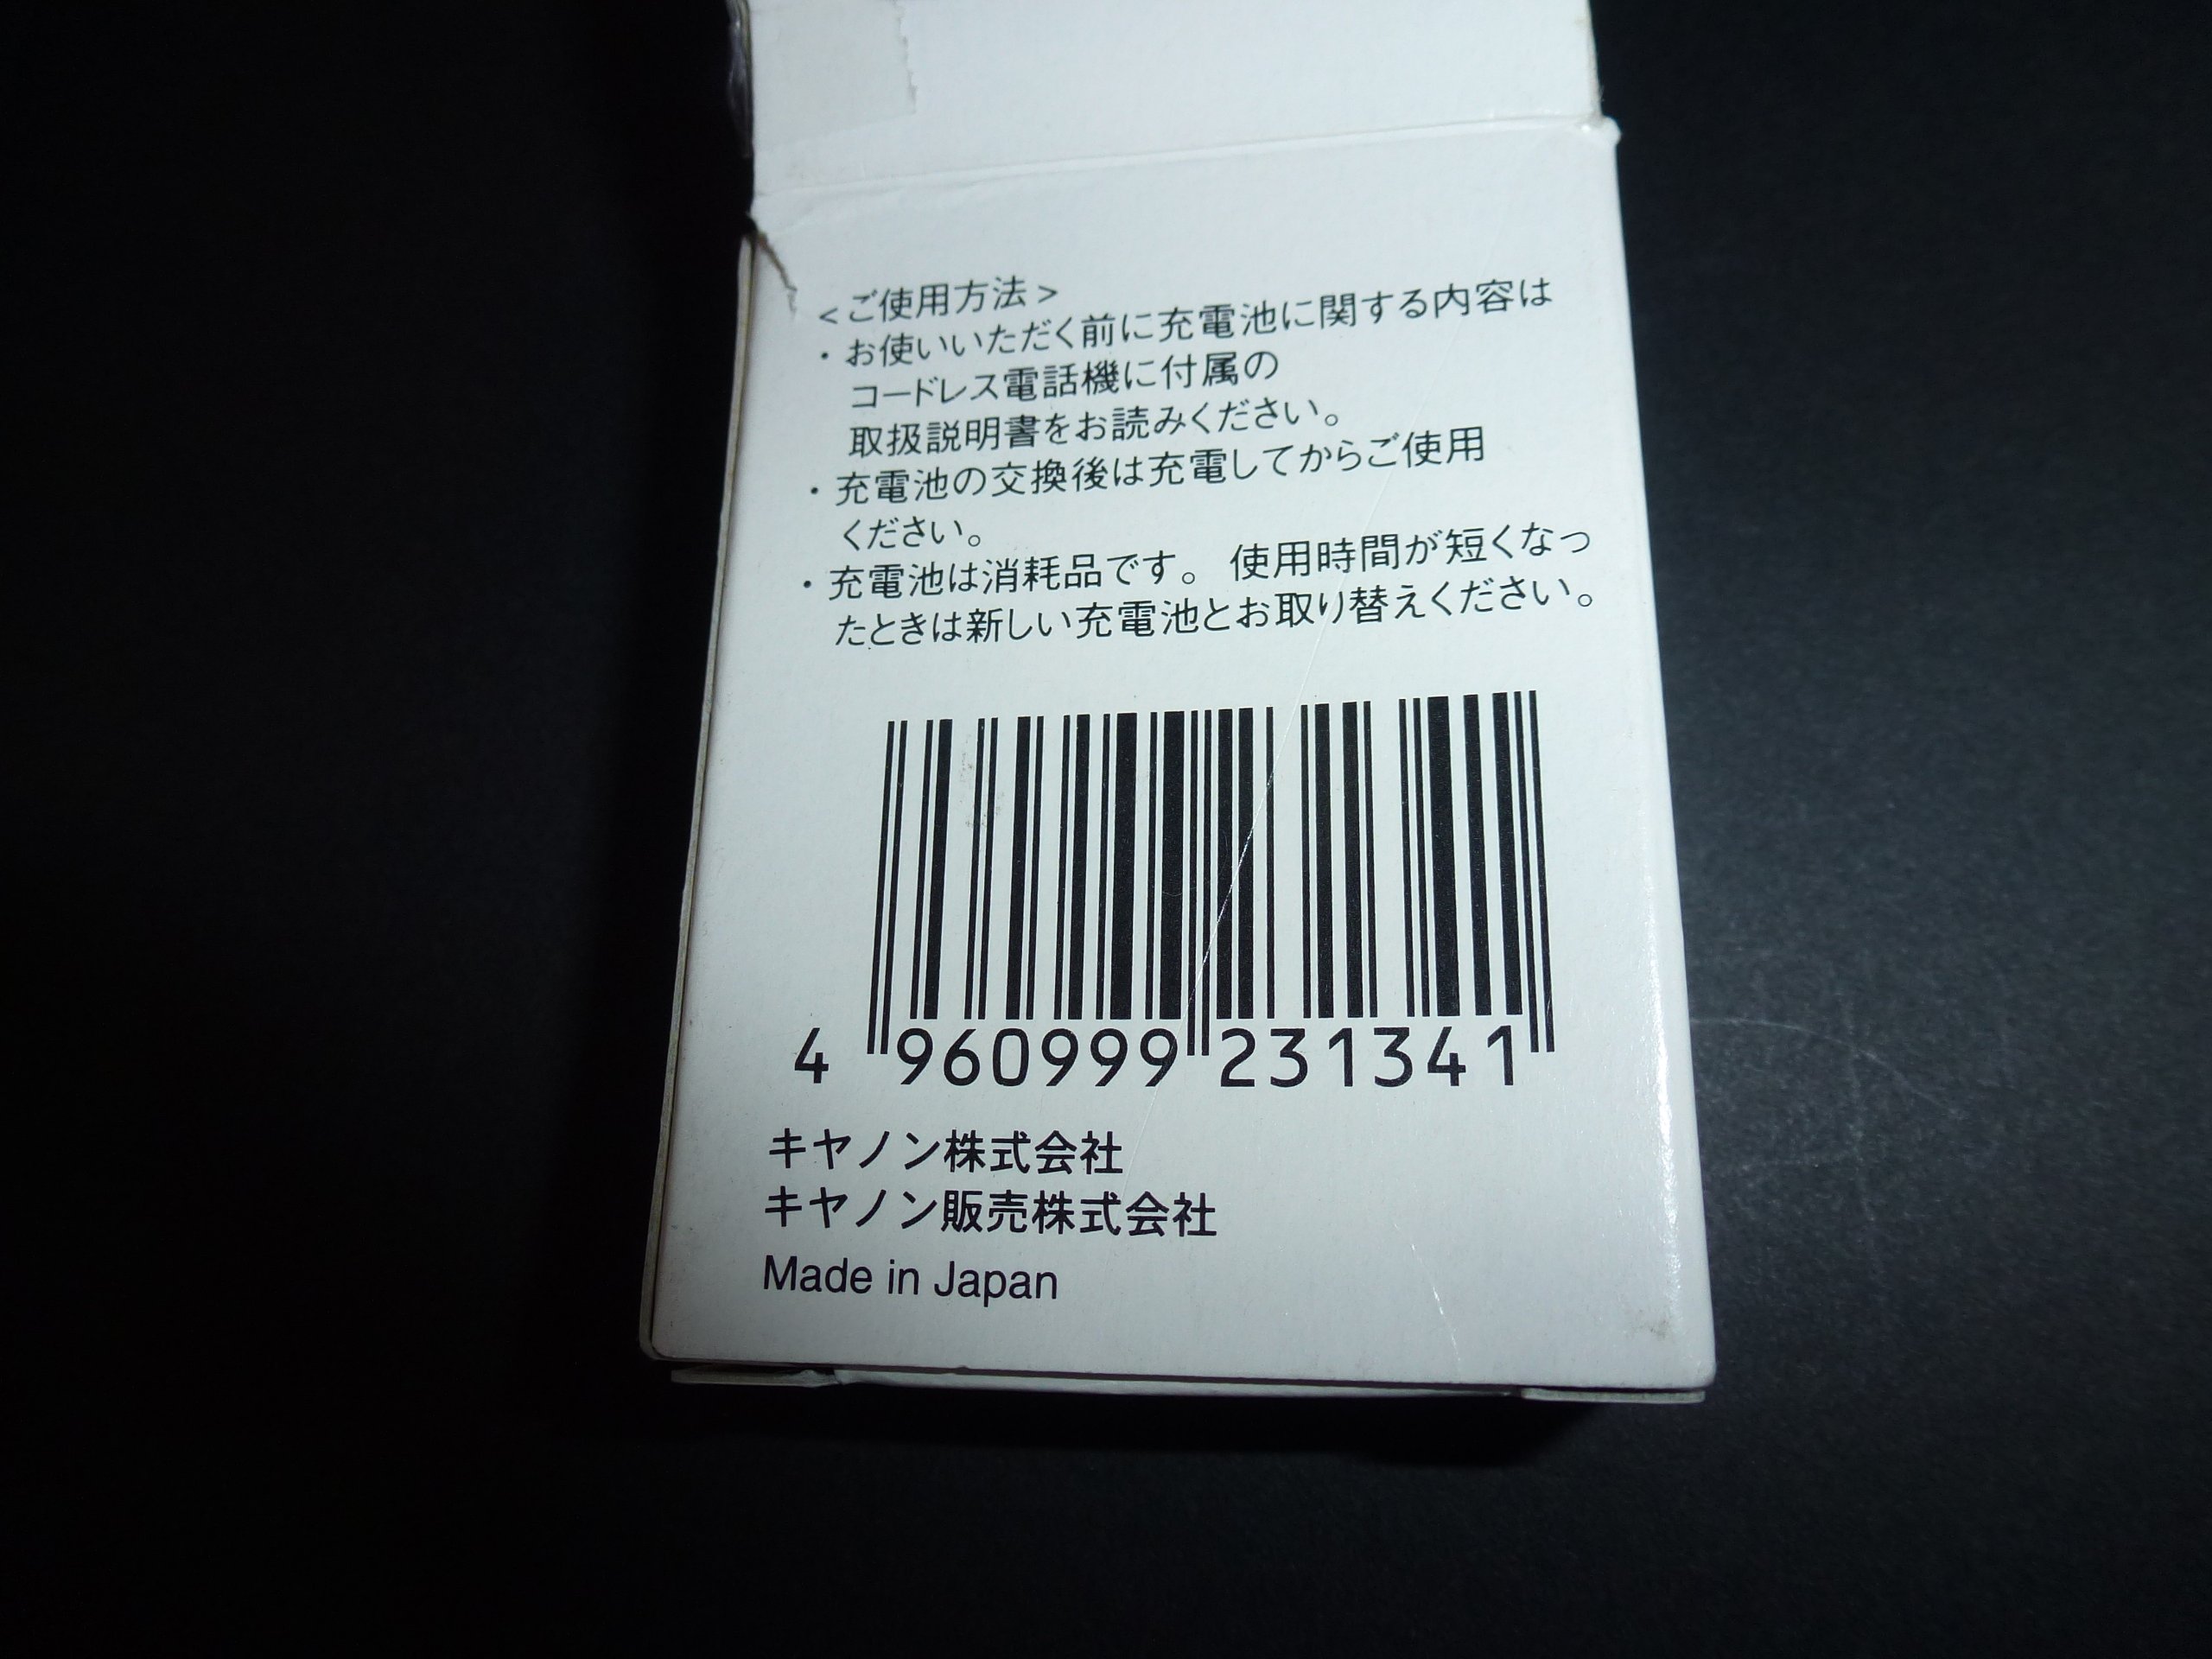 <ご使用方法>
・お使いいただく前に充電池に関する内容は
コードレス電話機に付属の
取扱説明書をお読みください。
・充電池の交換後は充電してからご使用
ください。
・充電池は消耗品です。 使用時間が短くなっ
たときは新しい充電池とお取り替えください。
4 960999 231341
キヤノン株式会社
キヤノン販売株式会社
Made in Japan